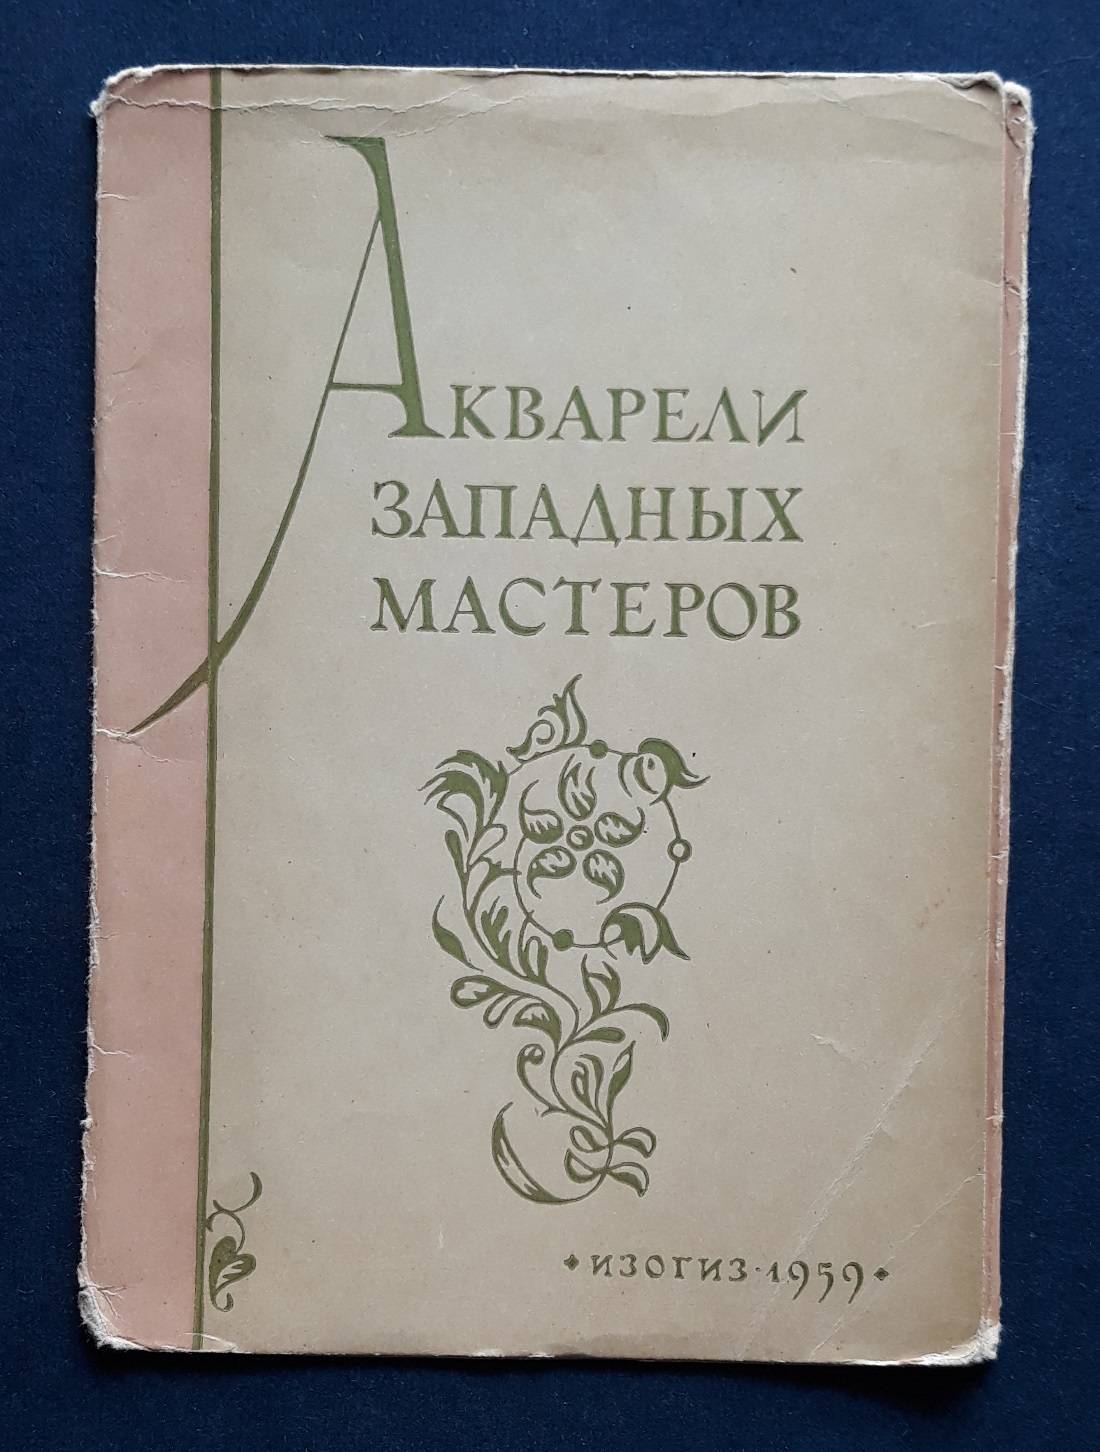 Акварели
западных
мастеров
• ИЗОГИЗ · 1959 •